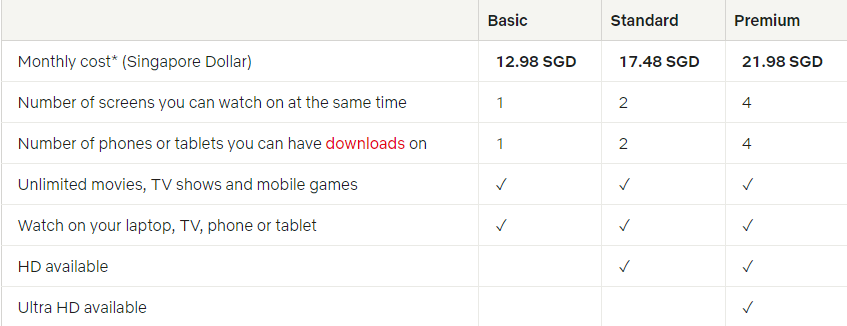 Basic Standard Premium
Monthly cost* (Singapore Dollar) 12.98 SGD 17.48 SGD 21.98 SGD
Number of screens you can watch on at the same time 1 2 4
Number of phones or tablets you can have downloads on 1 2 4
Unlimited movies, TV shows and mobile games ✓ ✓ ✓
Watch on your laptop, TV, phone or tablet ✓ ✓ ✓
HD available ✓ ✓
Ultra HD available ✓